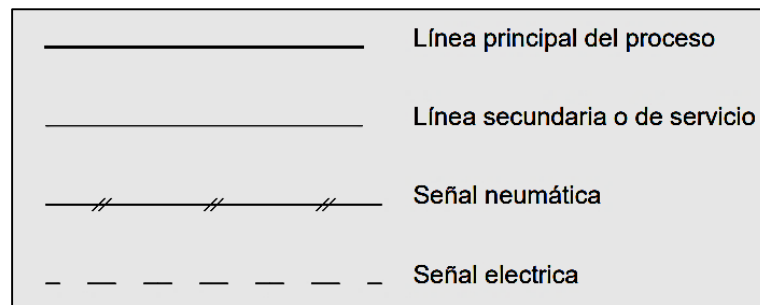 Línea principal del proceso
Línea secundaria o de servicio
Señal neumática
Señal electrica